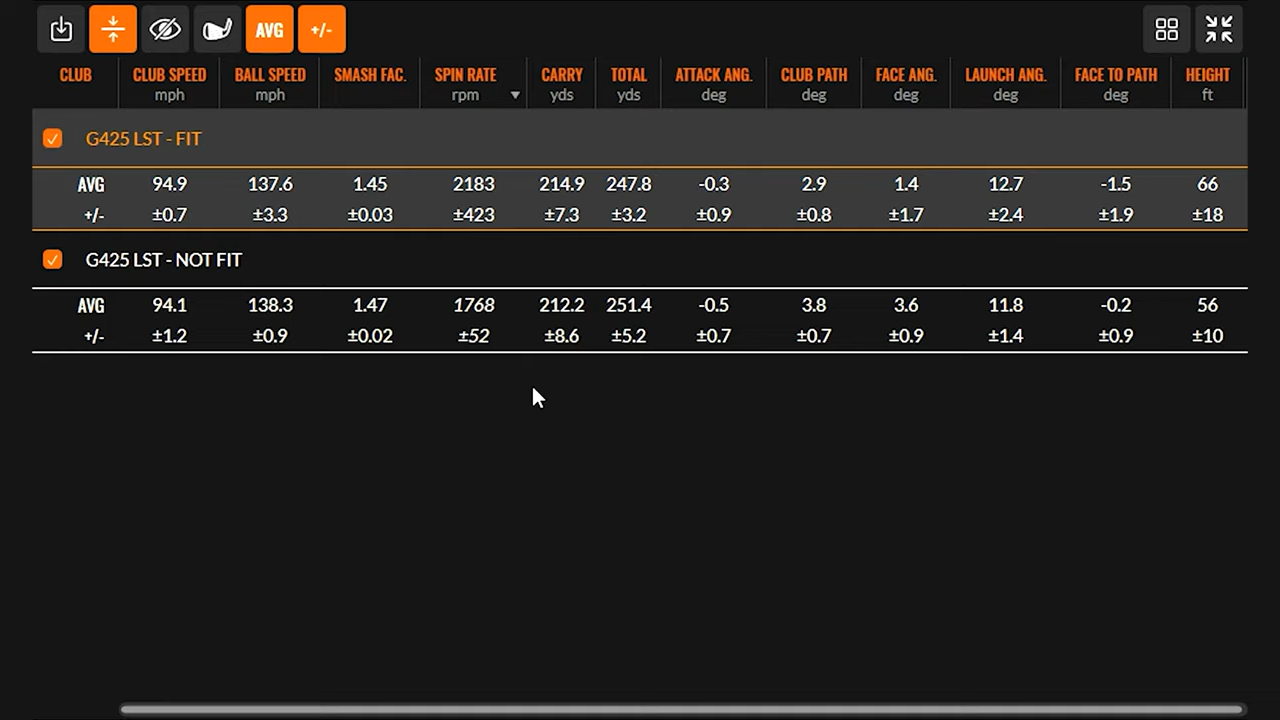 AVG +/-
CLUB CLUB SPEED BALL SPEED SMASH FAC. SPIN RATE CARRY TOTAL ATTACK ANG. CLUB PATH FACE ANG. LAUNCH ANG. FACE TO PATH HEIGHT
mph mph rpm yds yds deg deg deg deg deg ft
G425 LST - FIT
AVG 94.9 137.6 1.45 2183 214.9 247.8 -0.3 2.9 1.4 12.7 -1.5 66
+/- ±0.7 ±3.3 ±0.03 ±423 ±7.3 ±3.2 ±0.9 ±0.8 ±1.7 ±2.4 ±1.9 ±18
G425 LST - NOT FIT
AVG 94.1 138.3 1.47 1768 212.2 251.4 -0.5 3.8 3.6 11.8 -0.2 56
+/- ±1.2 ±0.9 ±0.02 ±52 ±8.6 ±5.2 ±0.7 ±0.7 ±0.9 ±1.4 ±0.9 ±10